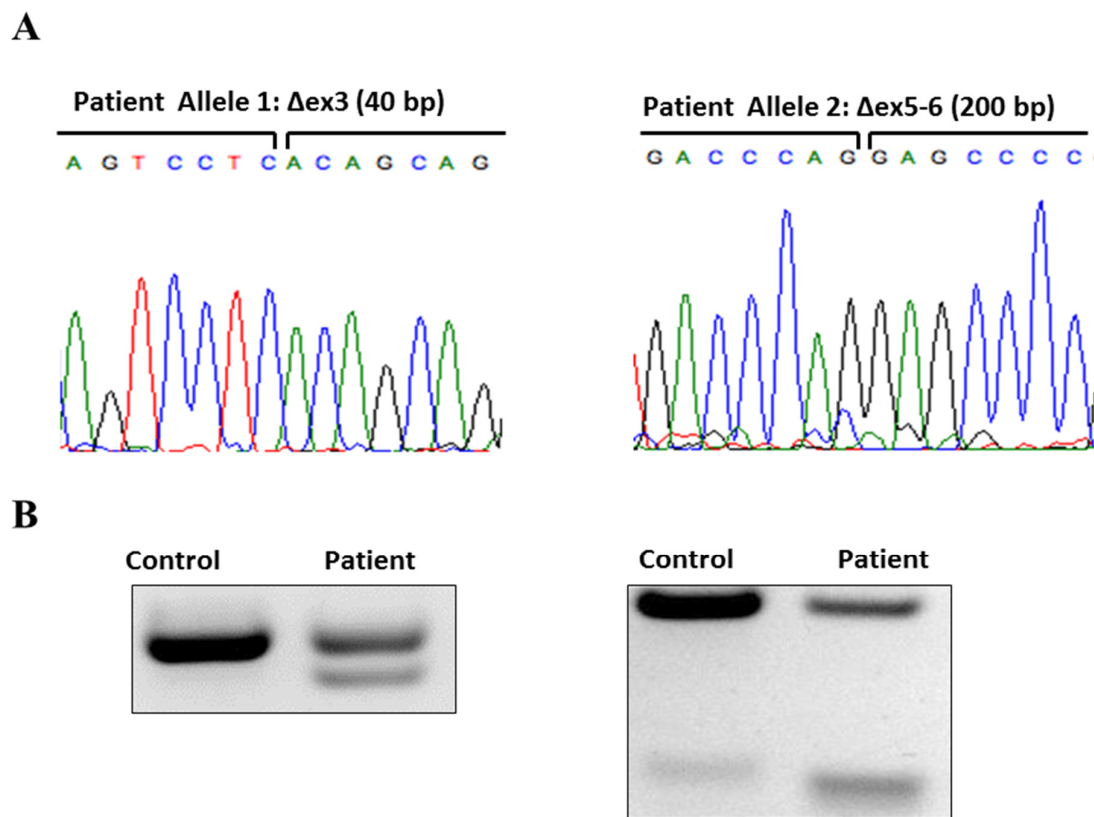 A
Patient Allele 1: Δex3 (40 bp)
Patient Allele 2: Δex5-6 (200 bp)
A G T C C T C A C A G C A G
G A C C C A G G A G C C C C
B
Control Patient
Control Patient